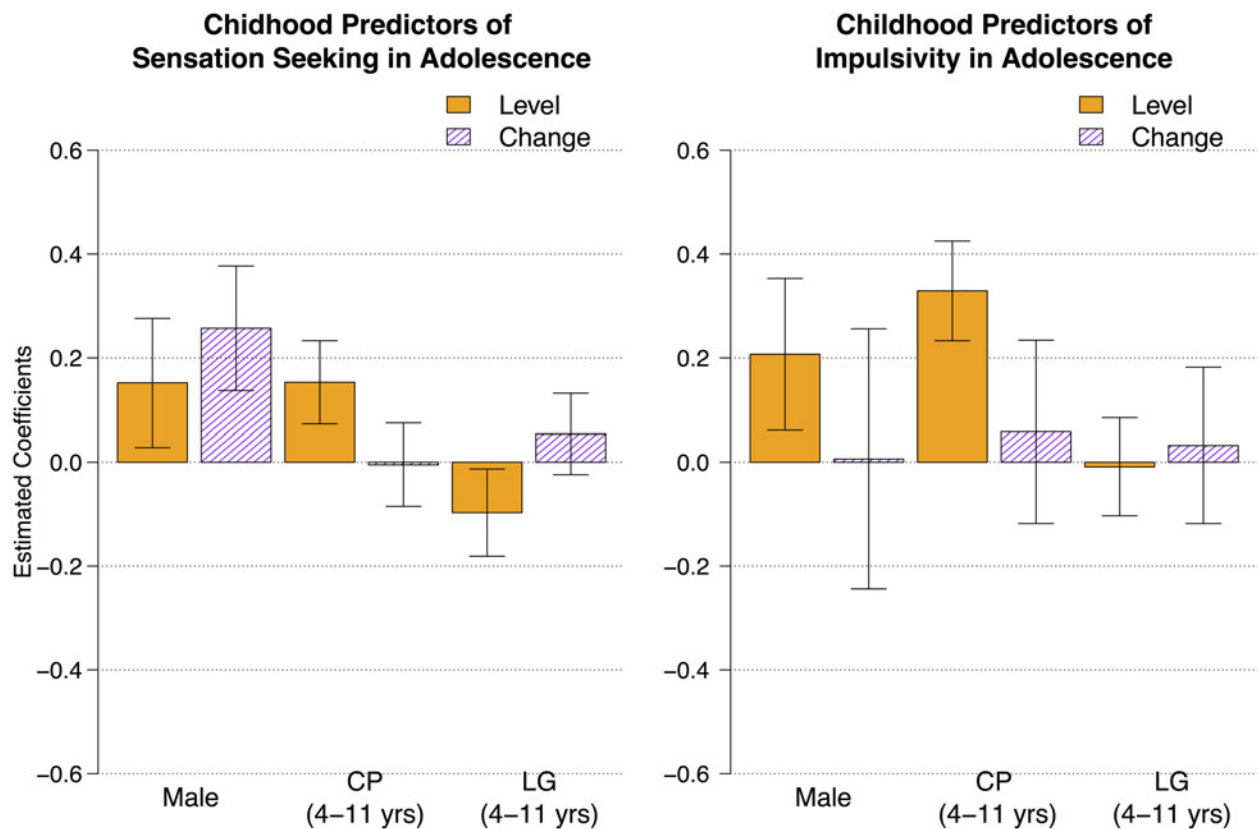 Chidhood Predictors of
Sensation Seeking in Adolescence
Level
Change
0.6
0.4
0.2
0.0
−0.2
−0.4
−0.6
Estimated Coefficients
Male
CP
(4−11 yrs)
LG
(4−11 yrs)
Childhood Predictors of
Impulsivity in Adolescence
Level
Change
0.6
0.4
0.2
0.0
−0.2
−0.4
−0.6
Male
CP
(4−11 yrs)
LG
(4−11 yrs)